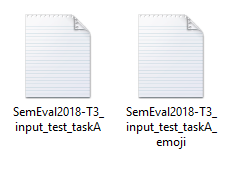 SemEval2018-T3_
input_test_taskA
SemEval2018-T3_
input_test_taskA_
emoji